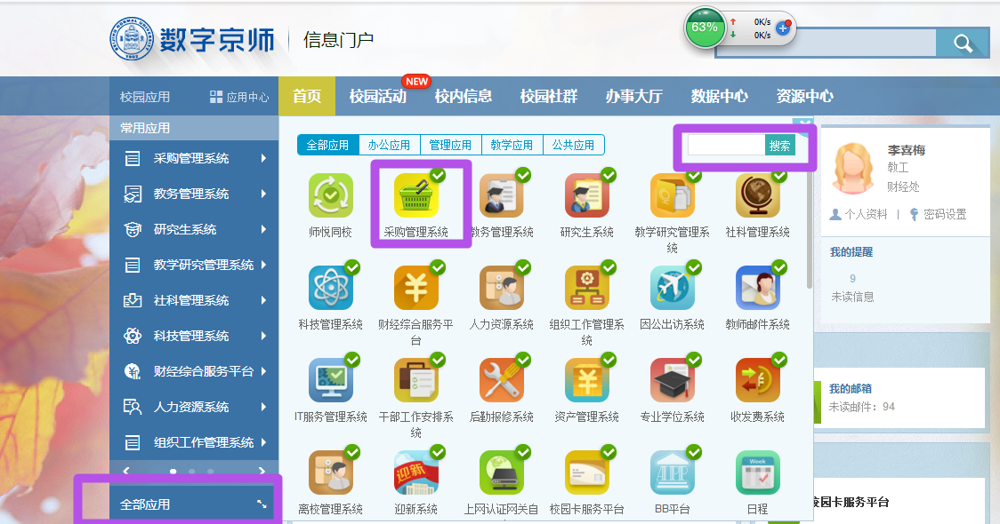 数字京师
信息门户
BEIJING NORMAL UNIVERSITY
1902
63%
0K/s
0K/s
校园应用
应用中心
首页
校园活动
NEW
校内信息
校园社群
办事大厅
数据中心
资源中心
常用应用
采购管理系统
教务管理系统
研究生系统
教学研究管理系统
社科管理系统
科技管理系统
财经综合服务平台
人力资源系统
组织工作管理系统
全部应用
全部应用
办公应用
管理应用
教学应用
公共应用
搜索
师悦同校
采购管理系统
教务管理系统
研究生系统
教学研究管理系
统
社科管理系统
科技管理系统
财经综合服务平
台
人力资源系统
组织工作管理系
统
因公出访系统
教师邮件系统
IT服务管理系统
干部工作安排系
统
后勤报修系统
资产管理系统
专业学位系统
收发费系统
离校管理系统
迎新
迎新系统
上网认证网关自
校园卡服务平台
APP
BB平台
Week
日程
李喜梅
教工
财经处
个人资料
密码设置
我的提醒
9
未读信息
我的邮箱
未读邮件：94
校园卡服务平台